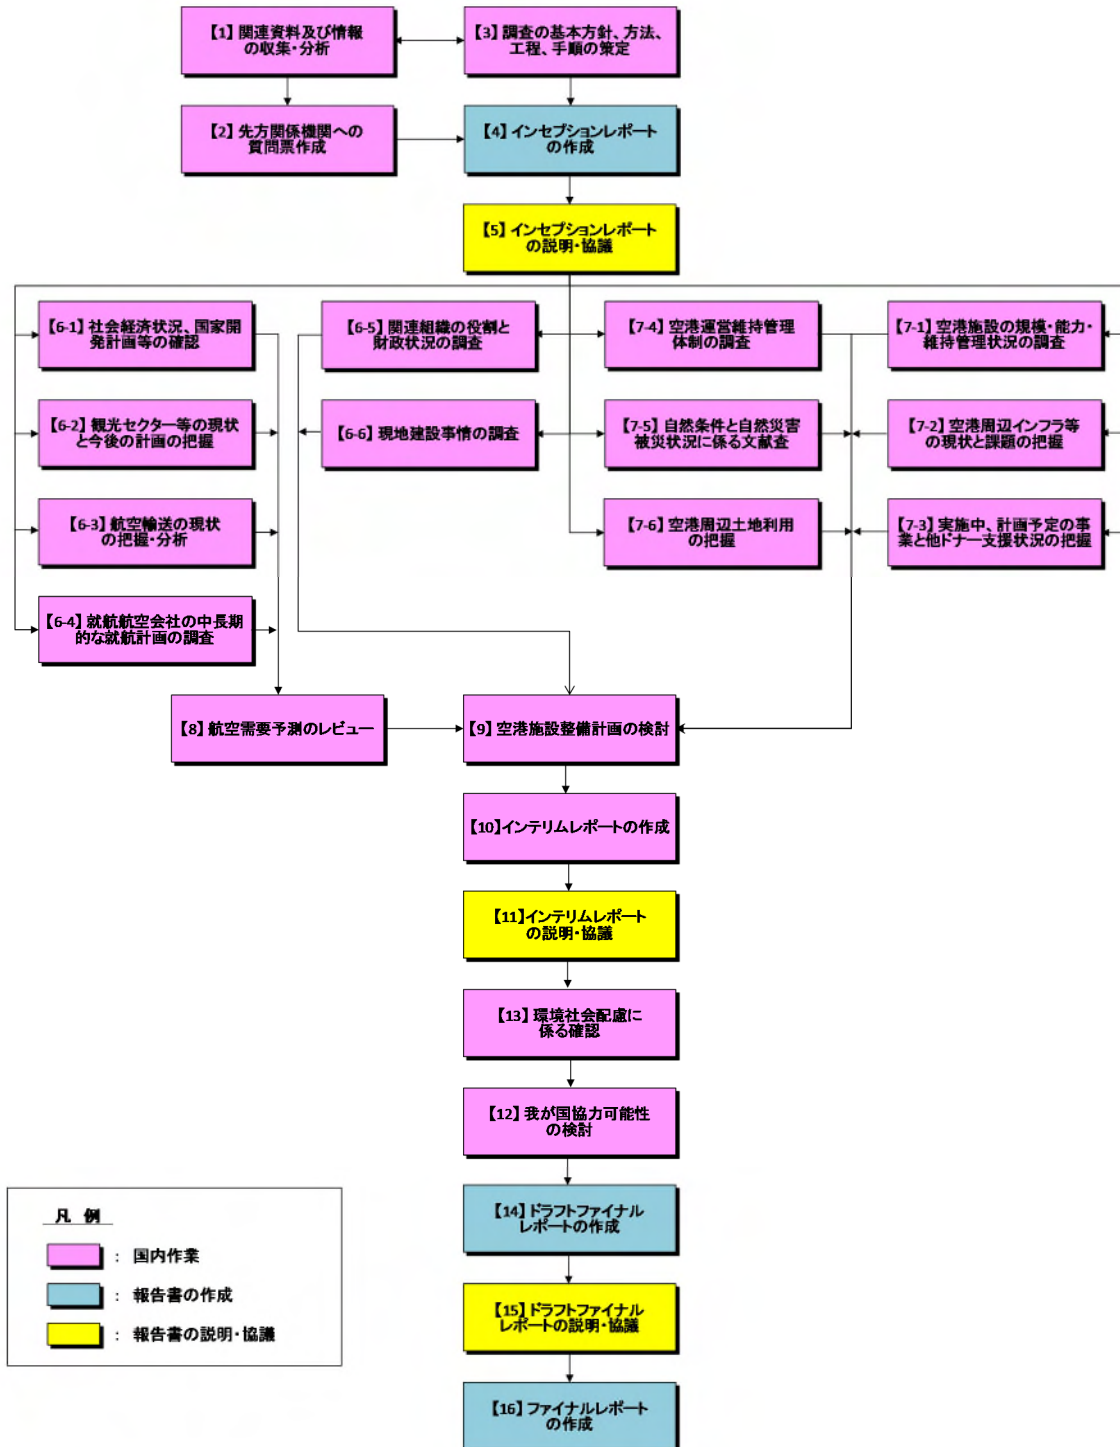 【1】関連資料及び情報
の収集・分析
【3】調査の基本方針、方法、
工程、手順の策定
【2】先方関係機関への
質問票作成
【4】インセプションレポート
の作成
【5】インセプションレポート
の説明・協議
【6-1】社会経済状況、国家開
発計画等の確認
【6-5】関連組織の役割と
財政状況の調査
【7-4】空港運営維持管理
体制の調査
【7-1】空港施設の規模・能力・
維持管理状況の調査
【6-2】観光セクター等の現状
と今後の計画の把握
【6-6】現地建設事情の調査
【7-5】自然条件と自然災害
被災状況に係る文献査
【7-2】空港周辺インフラ等
の現状と課題の把握
【6-3】航空輸送の現状
の把握・分析
【7-6】空港周辺土地利用
の把握
【7-3】実施中、計画予定の事
業と他ドナー支援状況の把握
【6-4】就航航空会社の中長期
的な就航計画の調査
【8】航空需要予測のレビュー
【9】空港施設整備計画の検討
【10】インテリムレポートの作成
【11】インテリムレポート
の説明・協議
【13】環境社会配慮に
係る確認
【12】我が国協力可能性
の検討
【14】ドラフトファイナル
レポートの作成
【15】ドラフトファイナル
レポートの説明・協議
【16】ファイナルレポート
の作成
凡 例
： 国内作業
： 報告書の作成
： 報告書の説明・協議